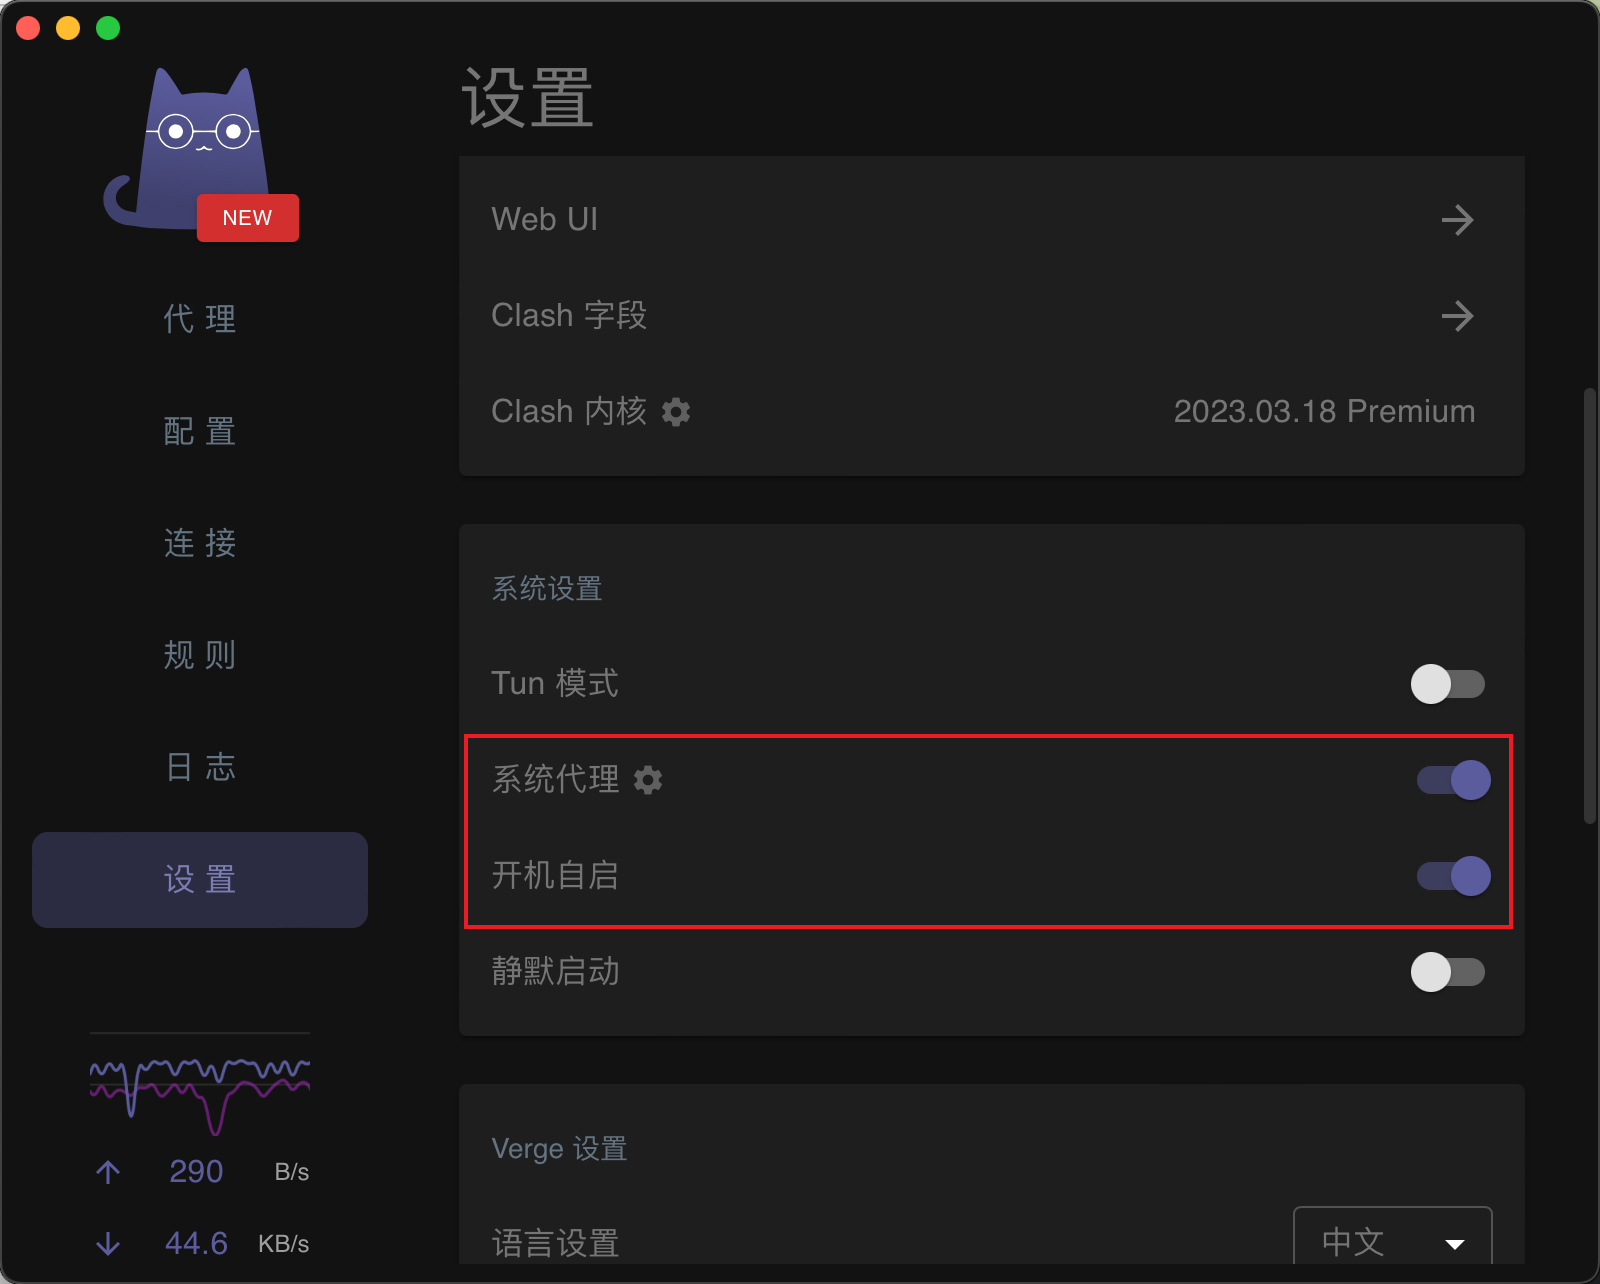 NEW
代 理
配 置
连 接
规 则
日 志
设 置
290 B/s
44.6 KB/s
设置
Web UI
Clash 字段
Clash 内核 2023.03.18 Premium
系统设置
Tun 模式
系统代理
开机自启
静默启动
Verge 设置
语言设置 中文